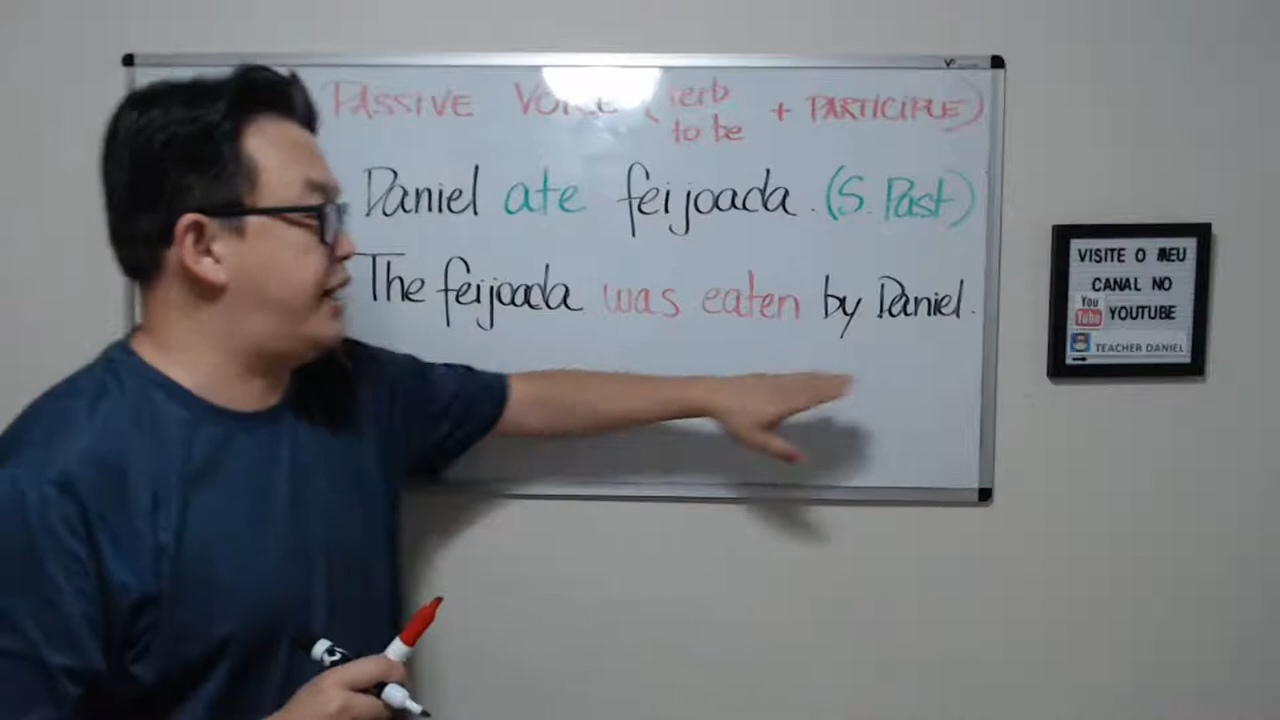 PASSIVE VOICE (verb to be + PARTICIPLE)
Daniel ate feijoada. (S. Past)
The feijoada was eaten by Daniel.
VISITE O MEU
CANAL NO
You Tube YOUTUBE
TEACHER DANIEL